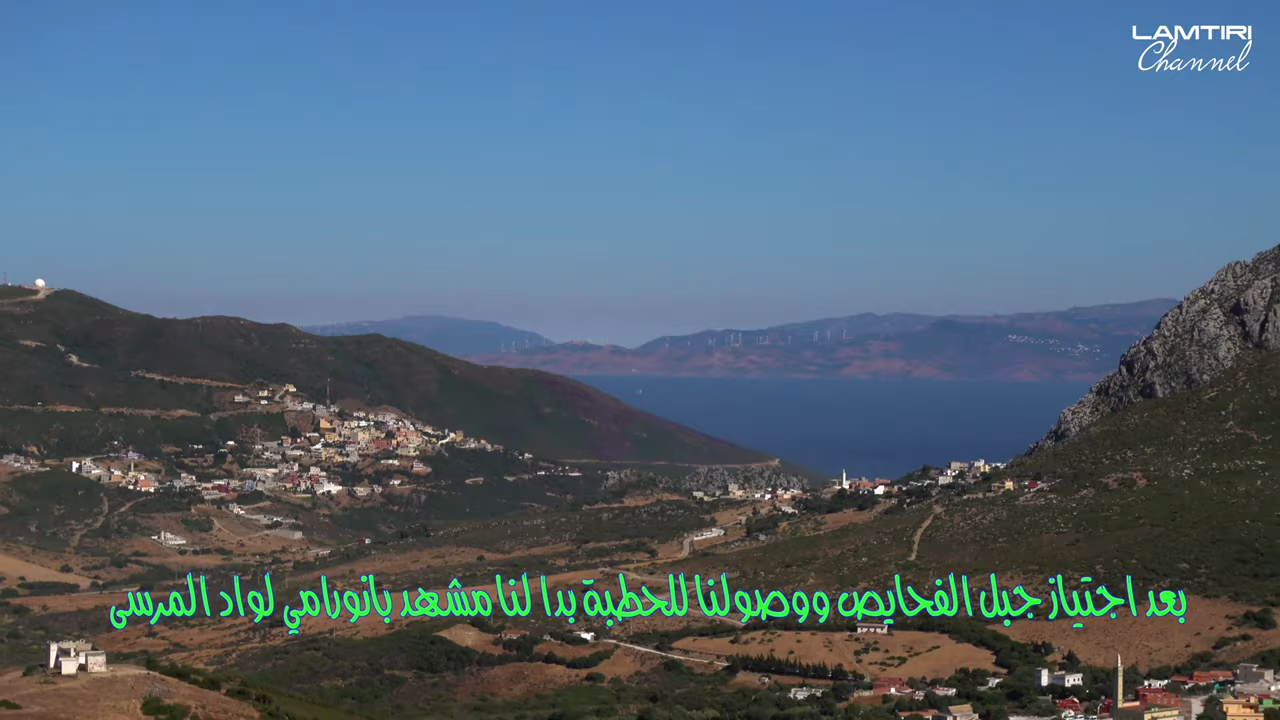 LAMTIRI
Channel
بعد اجتياز جبل الفحايص ووصولنا للحطبة بدا لنا مشهد بانورامي لواد المرسى